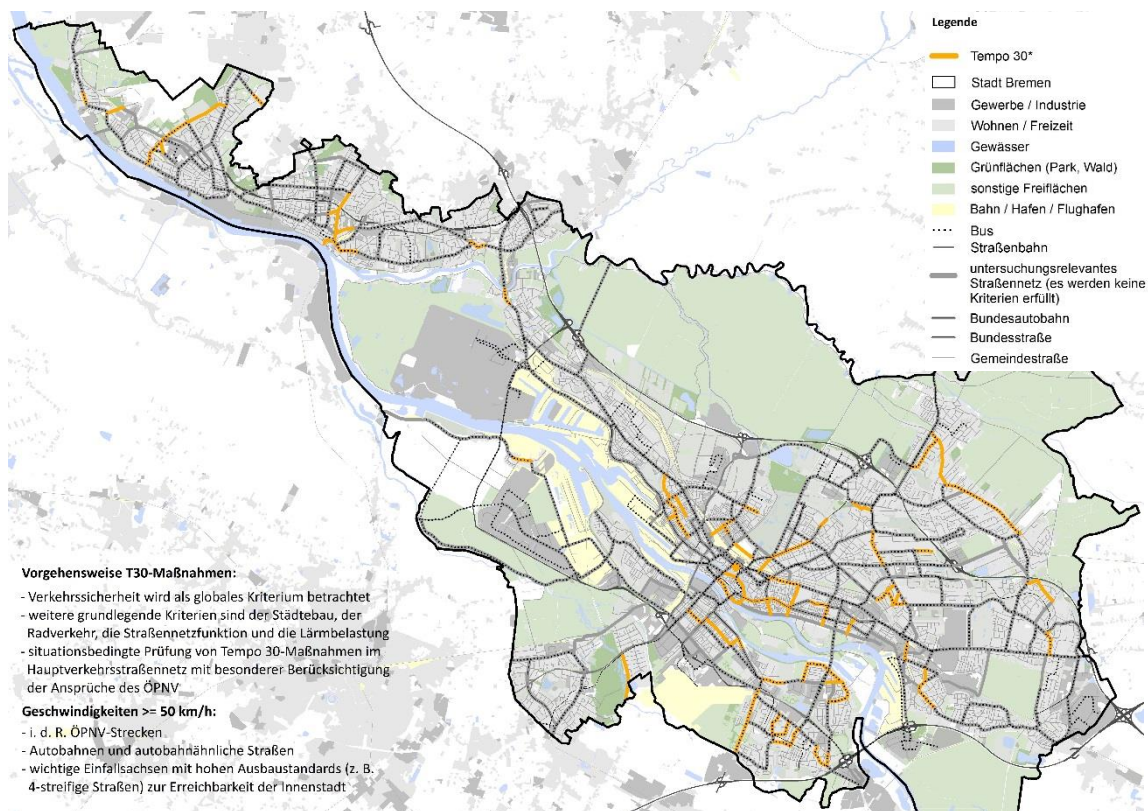 Legende
Tempo 30*
Stadt Bremen
Gewerbe / Industrie
Wohnen / Freizeit
Gewässer
Grünflächen (Park, Wald)
sonstige Freiflächen
Bahn / Hafen / Flughafen
Bus
Straßenbahn
untersuchungsrelevantes
Straßennetz (es werden keine
Kriterien erfüllt)
Bundesautobahn
Bundesstraße
Gemeindestraße
Vorgehensweise T30-Maßnahmen:
- Verkehrssicherheit wird als globales Kriterium betrachtet
- weitere grundlegende Kriterien sind der Städtebau, der
Radverkehr, die Straßennetzfunktion und die Lärmbelastung
- situationsbedingte Prüfung von Tempo 30-Maßnahmen im
Hauptverkehrsstraßennetz mit besonderer Berücksichtigung
der Ansprüche des ÖPNV
Geschwindigkeiten >= 50 km/h:
- i. d. R. ÖPNV-Strecken
- Autobahnen und autobahnähnliche Straßen
- wichtige Einfallsachsen mit hohen Ausbaustandards (z. B.
4-streifige Straßen) zur Erreichbarkeit der Innenstadt